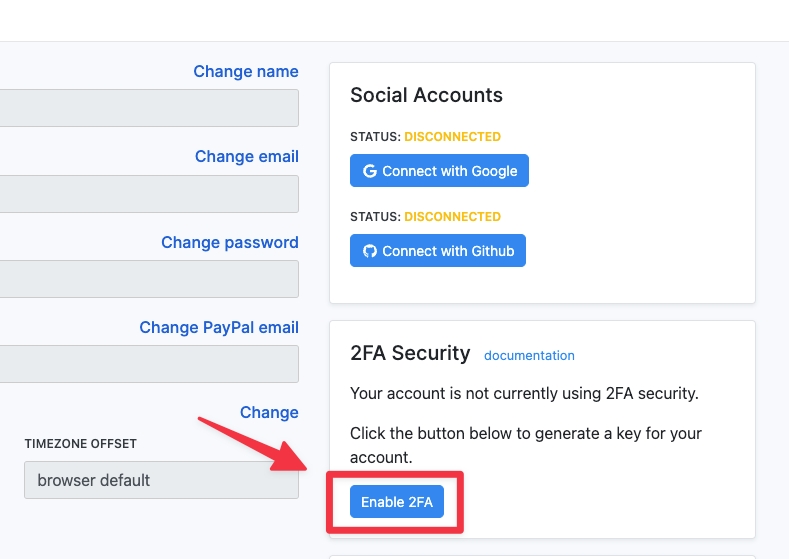 Change name
Change email
Change password
Change PayPal email
Change
TIMEZONE OFFSET
browser default
Social Accounts
STATUS: DISCONNECTED
Connect with Google
STATUS: DISCONNECTED
Connect with Github
2FA Security documentation
Your account is not currently using 2FA security.
Click the button below to generate a key for your
account.
Enable 2FA